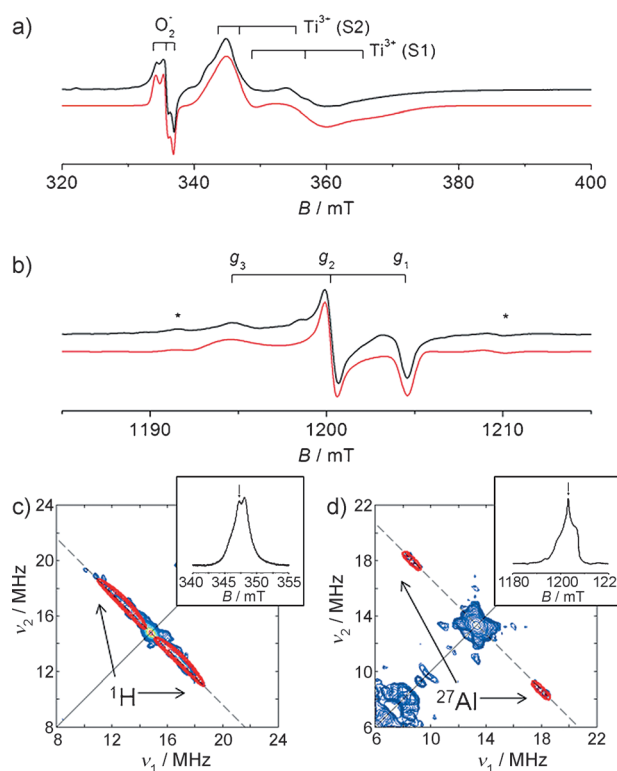 a)
O₂⁻
Ti³⁺ (S2)
Ti³⁺ (S1)
320 340 360 380 400
B / mT
b)
g₃ g₂ g₁
* *
1190 1200 1210
B / mT
c)
24
20
16
12
8
ν₂ / MHz
8 12 16 20 24
ν₁ / MHz
¹H
340 345 350 355
B / mT
d)
22
18
14
10
6
ν₂ / MHz
6 10 14 18 22
ν₁ / MHz
²⁷Al
1180 1200 122
B / mT